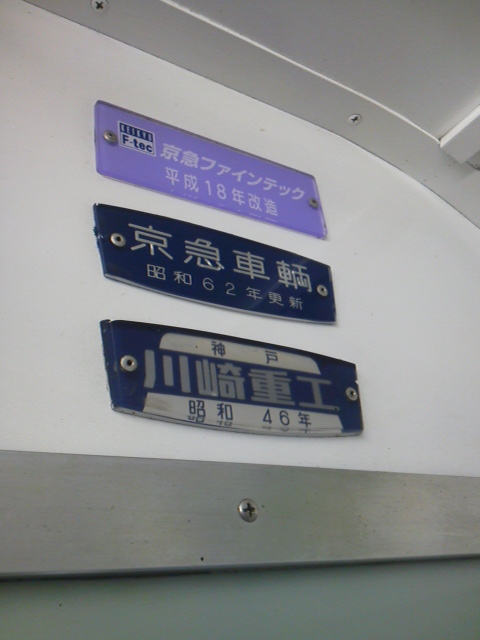 KEIKYU
F-tec
京急ファインテック
平成18年改造
京急車輌
昭和62年更新
神戸
川崎重工
昭和 46年